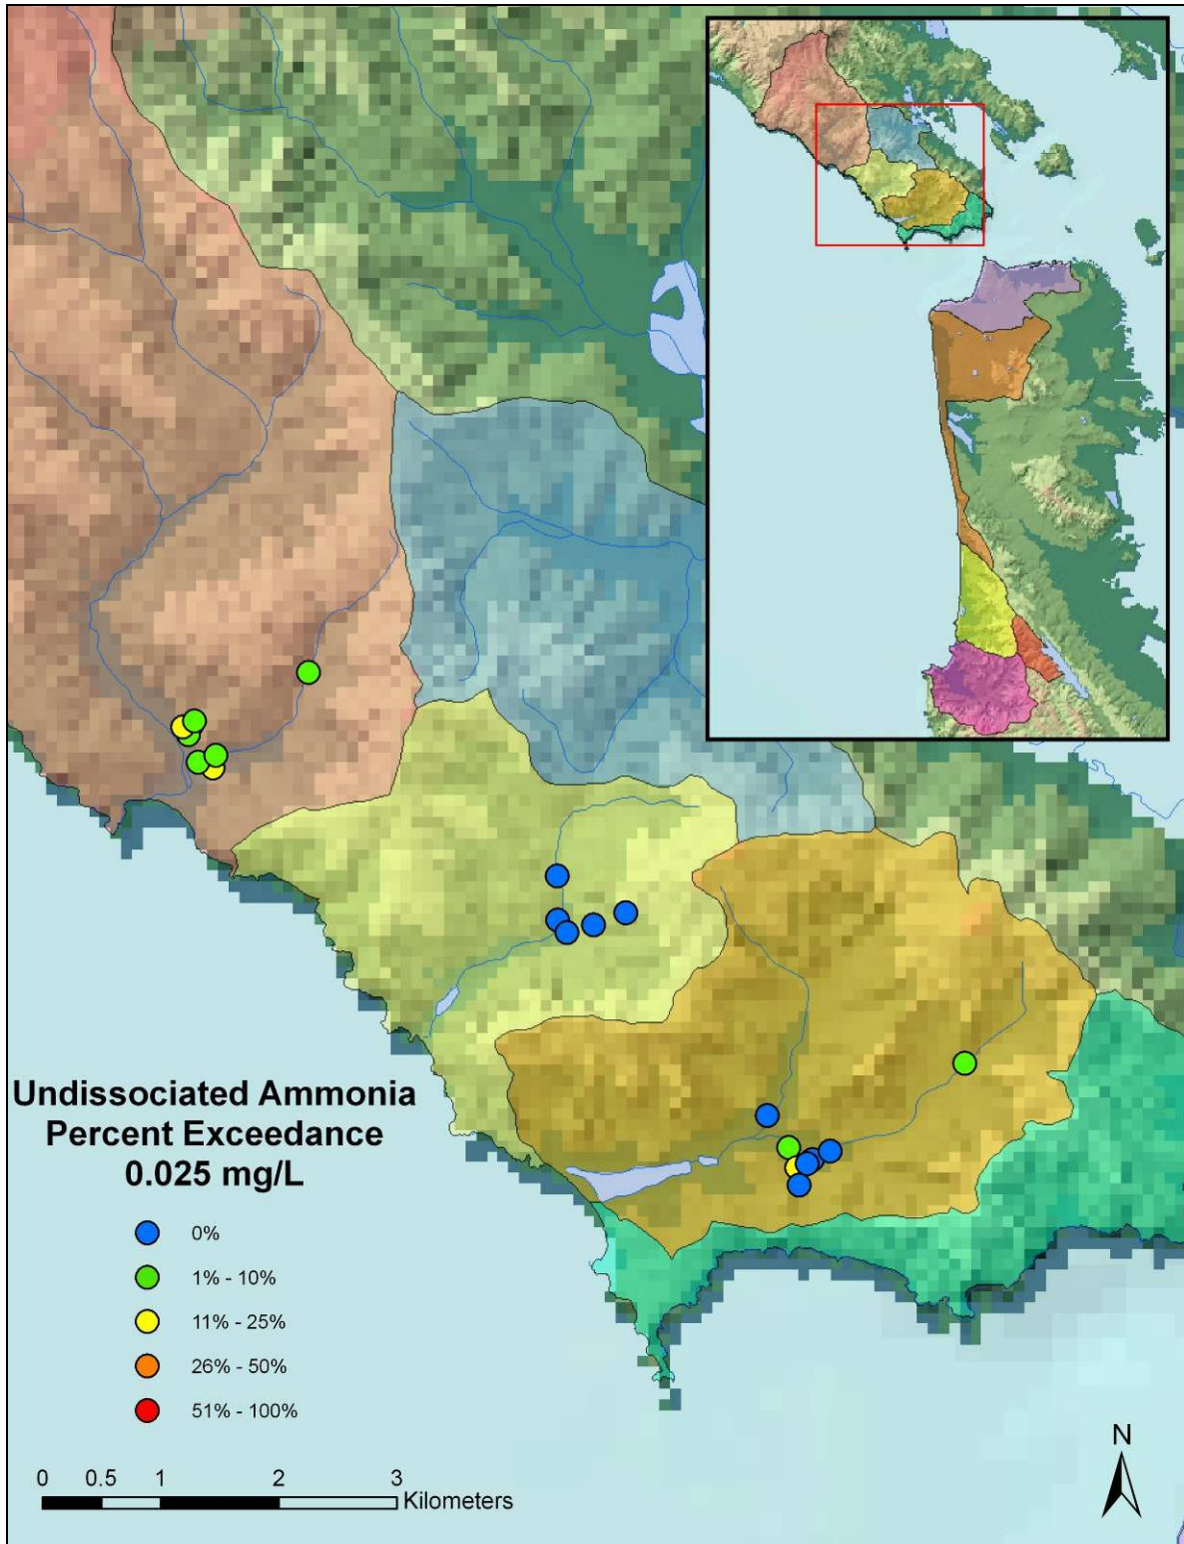 Undissociated Ammonia
Percent Exceedance
0.025 mg/L
0%
1% - 10%
11% - 25%
26% - 50%
51% - 100%
0 0.5 1 2 3
Kilometers
N